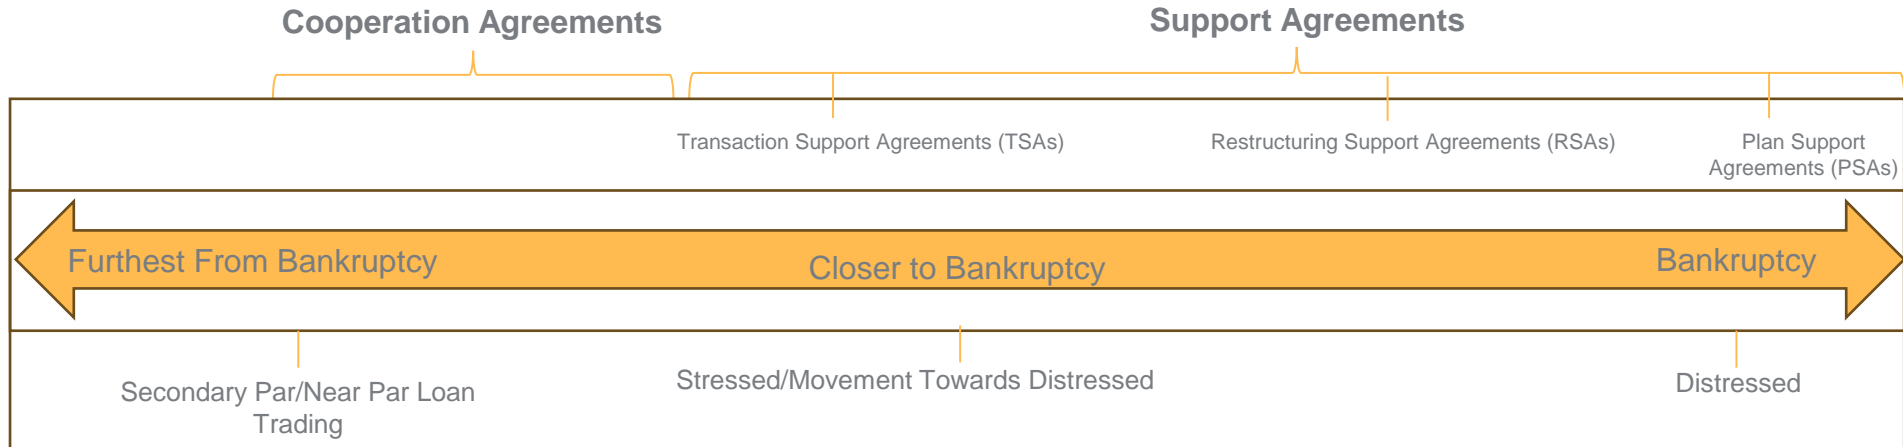 Cooperation Agreements
Support Agreements
Transaction Support Agreements (TSAs)
Restructuring Support Agreements (RSAs)
Plan Support
Agreements (PSAs)
Furthest From Bankruptcy
Closer to Bankruptcy
Bankruptcy
Secondary Par/Near Par Loan
Trading
Stressed/Movement Towards Distressed
Distressed